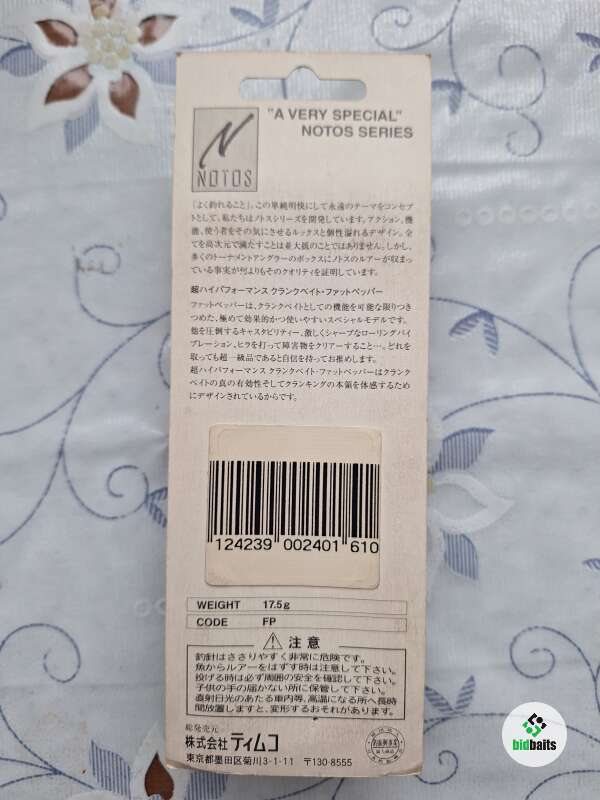 "A VERY SPECIAL"
NOTOS SERIES
N
NOTOS
「よく釣れること」。この単純明快にして永遠のテーマをコンセプ
トとして、私たちはノトスシリーズを開発しています。アクション、機
能、使う者をその気にさせるルックスと個性溢れるデザイン。全
てを高次元で満たすことは並大抵のことではありません。しかし、
多くのトーナメントアングラーのボックスにノトスのルアーが収まっ
ている事実が何よりもそのクオリティを証明しています。
超ハイパフォーマンス クランクベイト・ファットペッパー
ファットペッパーは、クランクベイトとしての機能を可能な限りつき
つめた、極めて効果的かつ使いやすいスペシャルモデルです。
他を圧倒するキャスタビリティー、激しくシャープなローリングバイ
ブレーション、ヒラを打って障害物をクリアーすること…。どれを
取っても超一級品であると自信を持ってお薦めします。
超ハイパフォーマンス クランクベイト・ファットペッパーはクランク
ベイトの真の有効性そしてクランキングの本領を体感するため
にデザインされているからです。
124239 002401 610
WEIGHT 17.5g
CODE FP
注意
釣針はささりやすく非常に危険です。
魚からルアーをはずす時は注意して下さい。
投げる時は必ず周囲の安全を確認して下さい。
子供の手の届かない所に保管して下さい。
直射日光のあたる車内等、高温になる所へ長時
間放置しますと、変形するおそれがあります。
総発売元
株式会社 ティムコ
東京都墨田区菊川3-1-11 〒130-8555
bidbaits